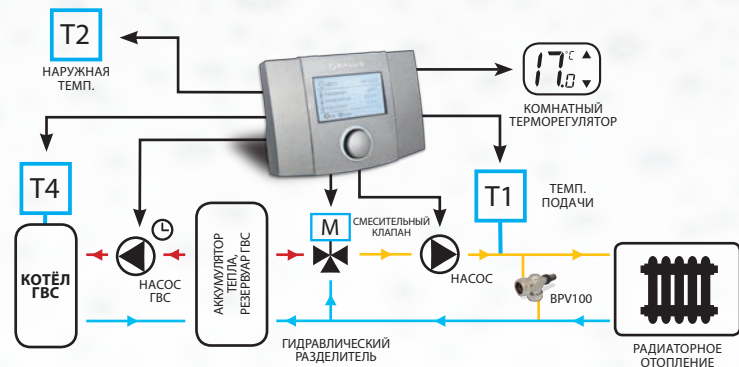 T2
НАРУЖНАЯ
ТЕМП.
SALUS
17.0 °C
КОМНАТНЫЙ
ТЕРМОРЕГУЛЯТОР
T4
T1
ТЕМП.
ПОДАЧИ
КОТЁЛ
ГВС
НАСОС
ГВС
АККУМУЛЯТОР
ТЕПЛА,
РЕЗЕРВУАР ГВС
M
СМЕСИТЕЛЬНЫЙ
КЛАПАН
НАСОС
BPV100
ГИДРАВЛИЧЕСКИЙ
РАЗДЕЛИТЕЛЬ
РАДИАТОРНОЕ
ОТОПЛЕНИЕ